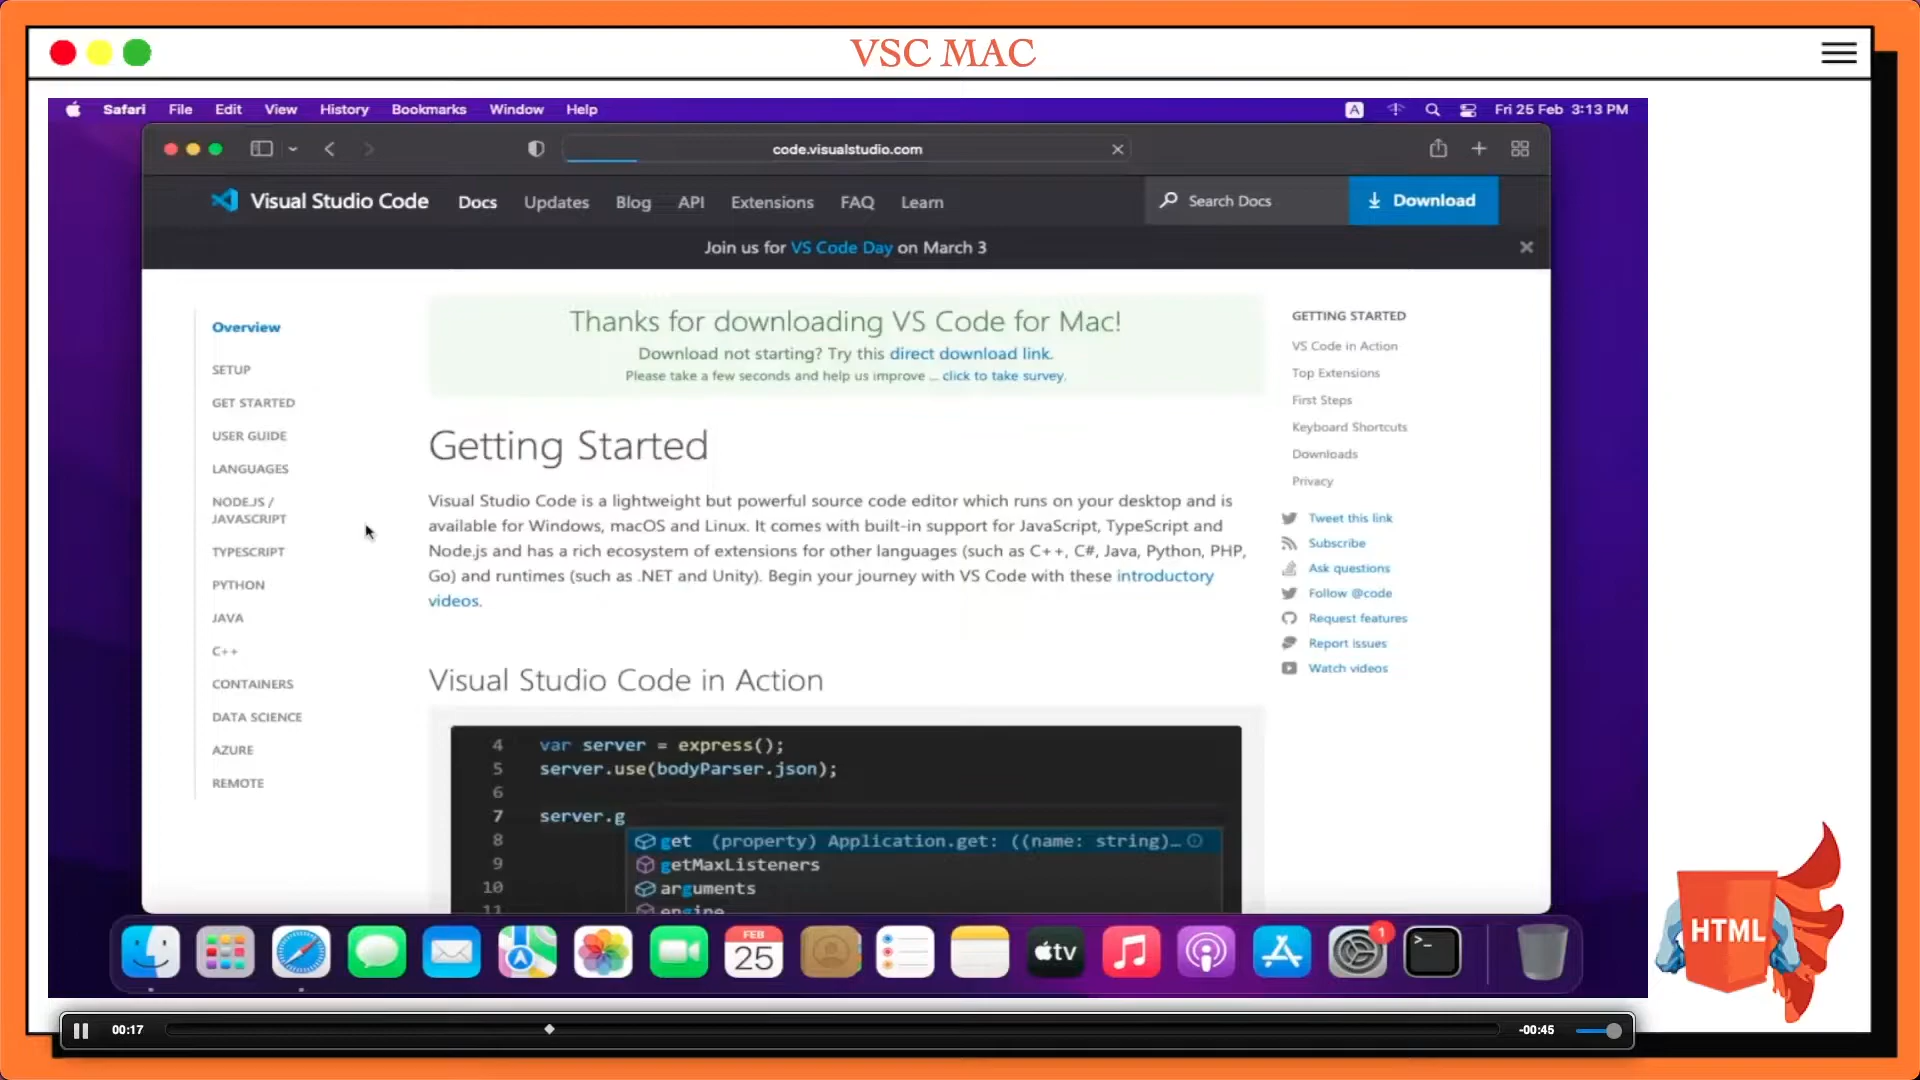 VSC MAC
Safari File Edit View History Bookmarks Window Help A Fri 25 Feb 3:13 PM
code.visualstudio.com
Visual Studio Code Docs Updates Blog API Extensions FAQ Learn Search Docs Download
Join us for VS Code Day on March 3
Overview
SETUP
GET STARTED
USER GUIDE
LANGUAGES
NODE.JS /
JAVASCRIPT
TYPESCRIPT
PYTHON
JAVA
C++
CONTAINERS
DATA SCIENCE
AZURE
REMOTE
Thanks for downloading VS Code for Mac!
Download not starting? Try this direct download link.
Please take a few seconds and help us improve ... click to take survey.
Getting Started
Visual Studio Code is a lightweight but powerful source code editor which runs on your desktop and is
available for Windows, macOS and Linux. It comes with built-in support for JavaScript, TypeScript and
Node.js and has a rich ecosystem of extensions for other languages (such as C++, C#, Java, Python, PHP,
Go) and runtimes (such as .NET and Unity). Begin your journey with VS Code with these introductory
videos.
Visual Studio Code in Action
4 var server = express();
5 server.use(bodyParser.json);
6
7 server.g
8 get (property) Application.get: ((name: string)…
9 getMaxListeners
10 arguments
11 engine
GETTING STARTED
VS Code in Action
Top Extensions
First Steps
Keyboard Shortcuts
Downloads
Privacy
Tweet this link
Subscribe
Ask questions
Follow @code
Request features
Report issues
Watch videos
FEB
25
tv
1
>_
HTML
00:17
-00:45